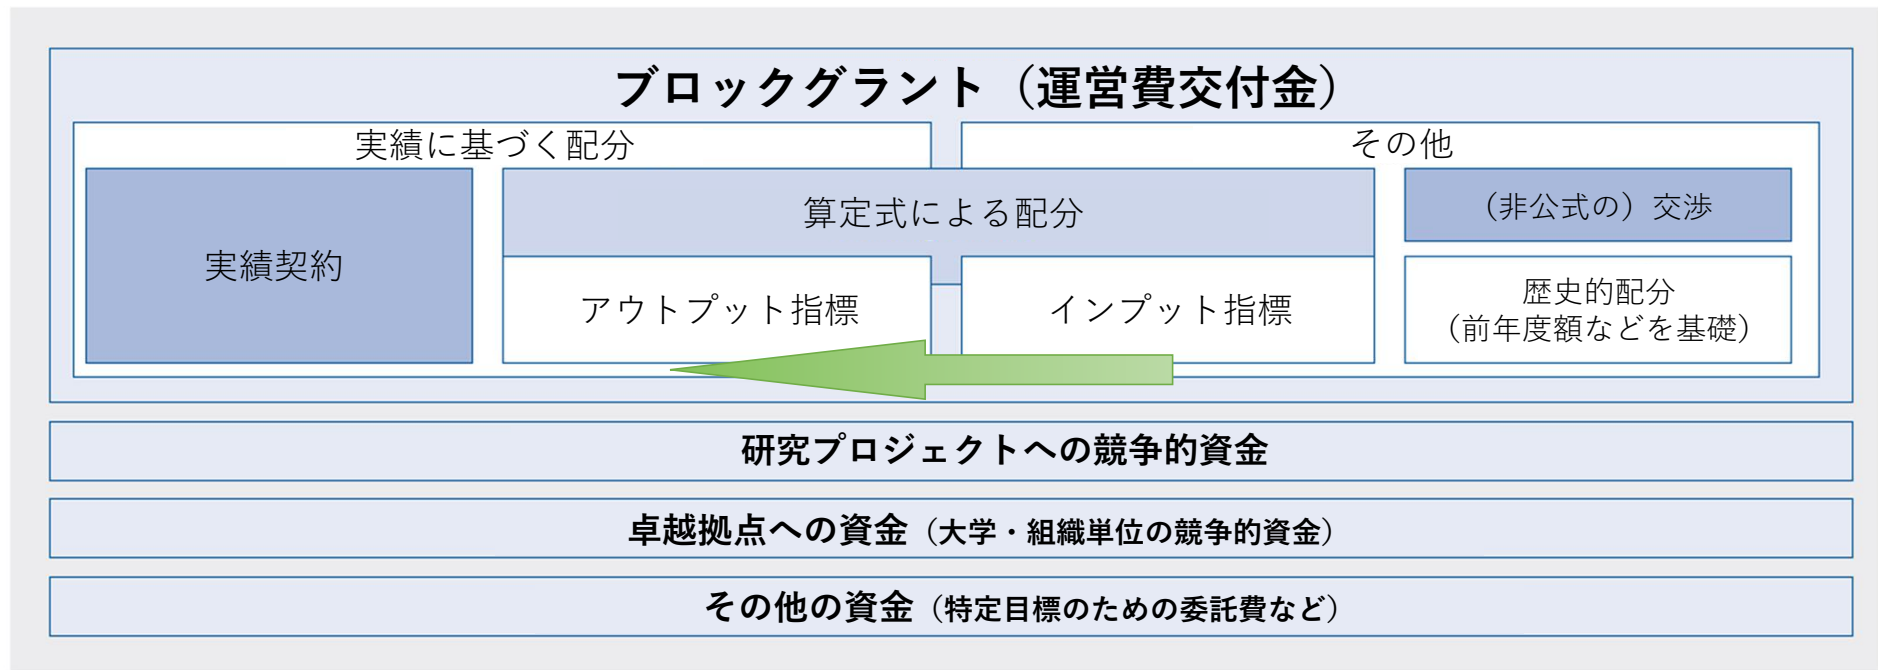 ブロックグラント（運営費交付金）
実績に基づく配分
その他
実績契約
算定式による配分
（非公式の）交渉
アウトプット指標
インプット指標
歴史的配分
（前年度額などを基礎）
研究プロジェクトへの競争的資金
卓越拠点への資金（大学・組織単位の競争的資金）
その他の資金（特定目標のための委託費など）